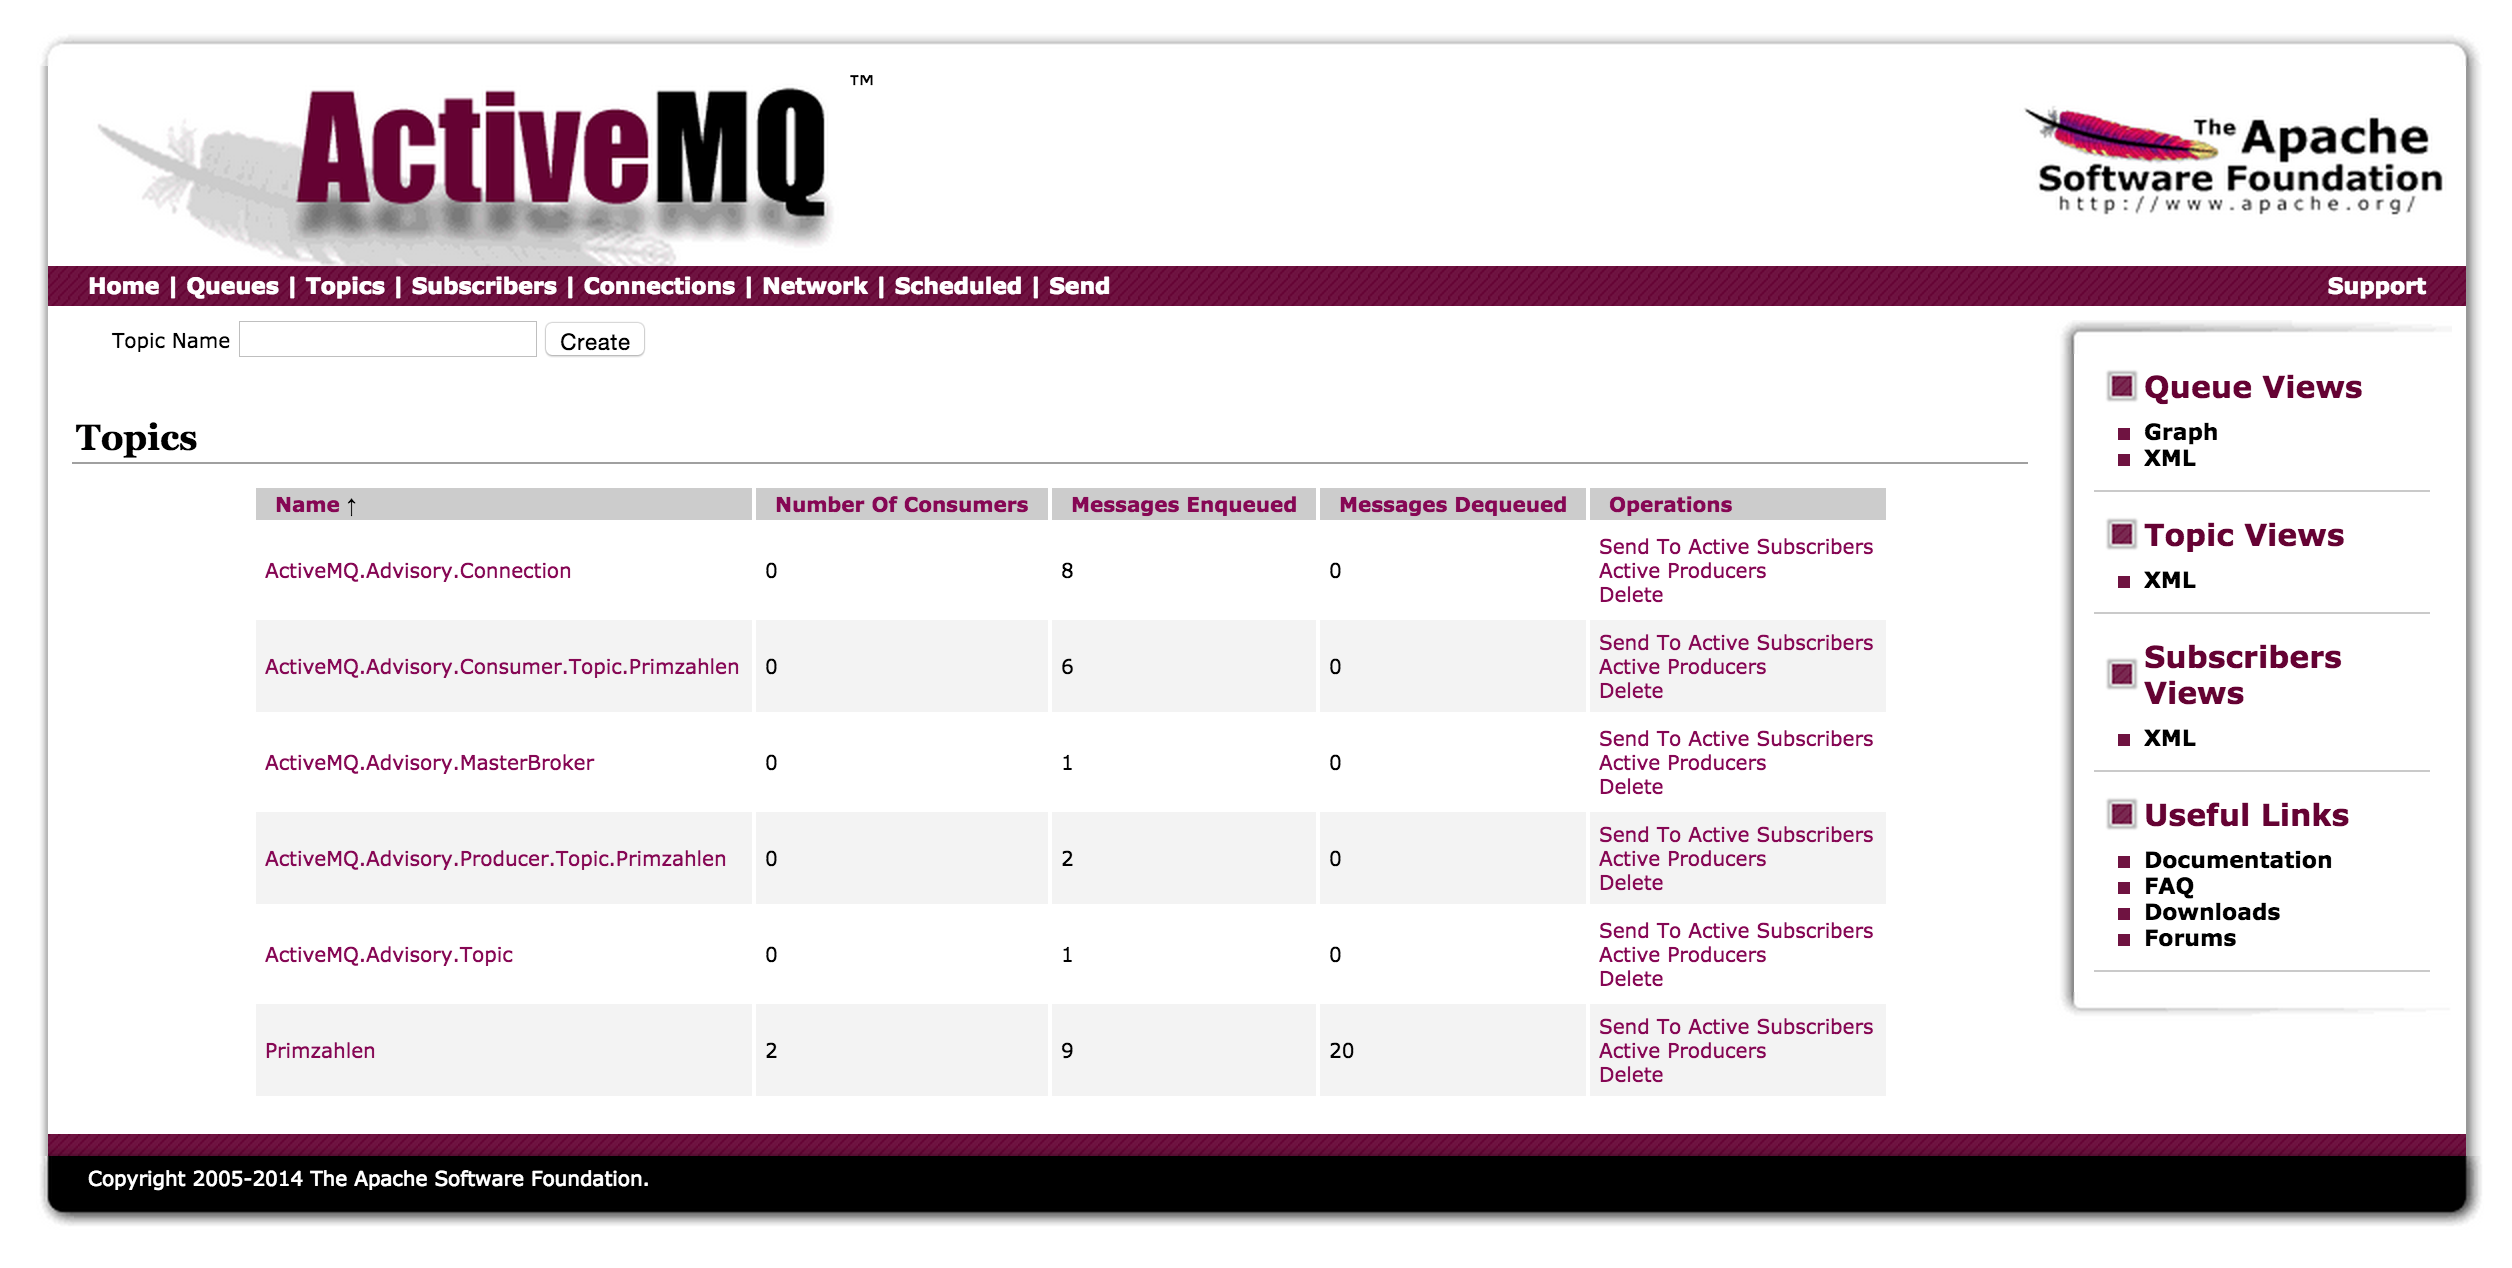 ActiveMQ ™
The Apache
Software Foundation
http://www.apache.org/
Home | Queues | Topics | Subscribers | Connections | Network | Scheduled | Send Support
Topic Name Create
Topics
Name ↑ Number Of Consumers Messages Enqueued Messages Dequeued Operations
ActiveMQ.Advisory.Connection 0 8 0 Send To Active Subscribers
Active Producers
Delete
ActiveMQ.Advisory.Consumer.Topic.Primzahlen 0 6 0 Send To Active Subscribers
Active Producers
Delete
ActiveMQ.Advisory.MasterBroker 0 1 0 Send To Active Subscribers
Active Producers
Delete
ActiveMQ.Advisory.Producer.Topic.Primzahlen 0 2 0 Send To Active Subscribers
Active Producers
Delete
ActiveMQ.Advisory.Topic 0 1 0 Send To Active Subscribers
Active Producers
Delete
Primzahlen 2 9 20 Send To Active Subscribers
Active Producers
Delete
Queue Views
Graph
XML
Topic Views
XML
Subscribers
Views
XML
Useful Links
Documentation
FAQ
Downloads
Forums
Copyright 2005-2014 The Apache Software Foundation.